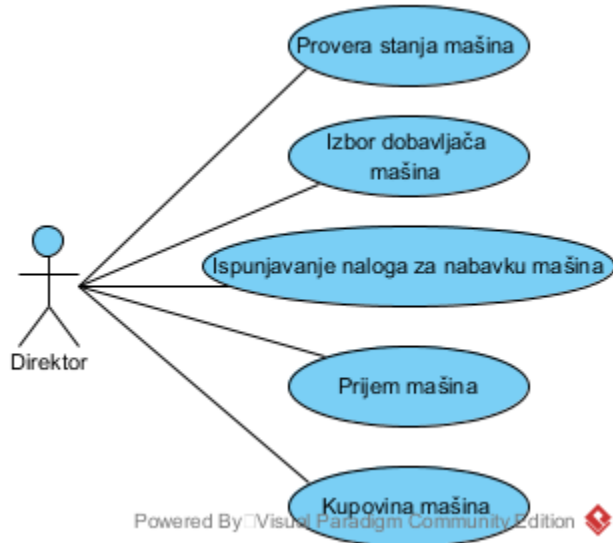 Provera stanja mašina
Izbor dobavljača
mašina
Ispunjavanje naloga za nabavku mašina
Direktor
Prijem mašina
Kupovina mašina
Powered By Visual Paradigm Community Edition